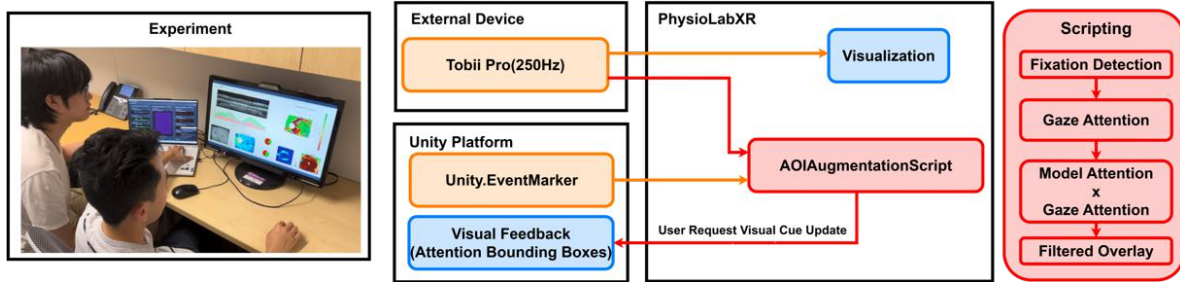 Experiment
External Device
Tobii Pro(250Hz)
Unity Platform
Unity.EventMarker
Visual Feedback
(Attention Bounding Boxes)
PhysioLabXR
Visualization
AOIAugmentationScript
User Request Visual Cue Update
Scripting
Fixation Detection
Gaze Attention
Model Attention
x
Gaze Attention
Filtered Overlay